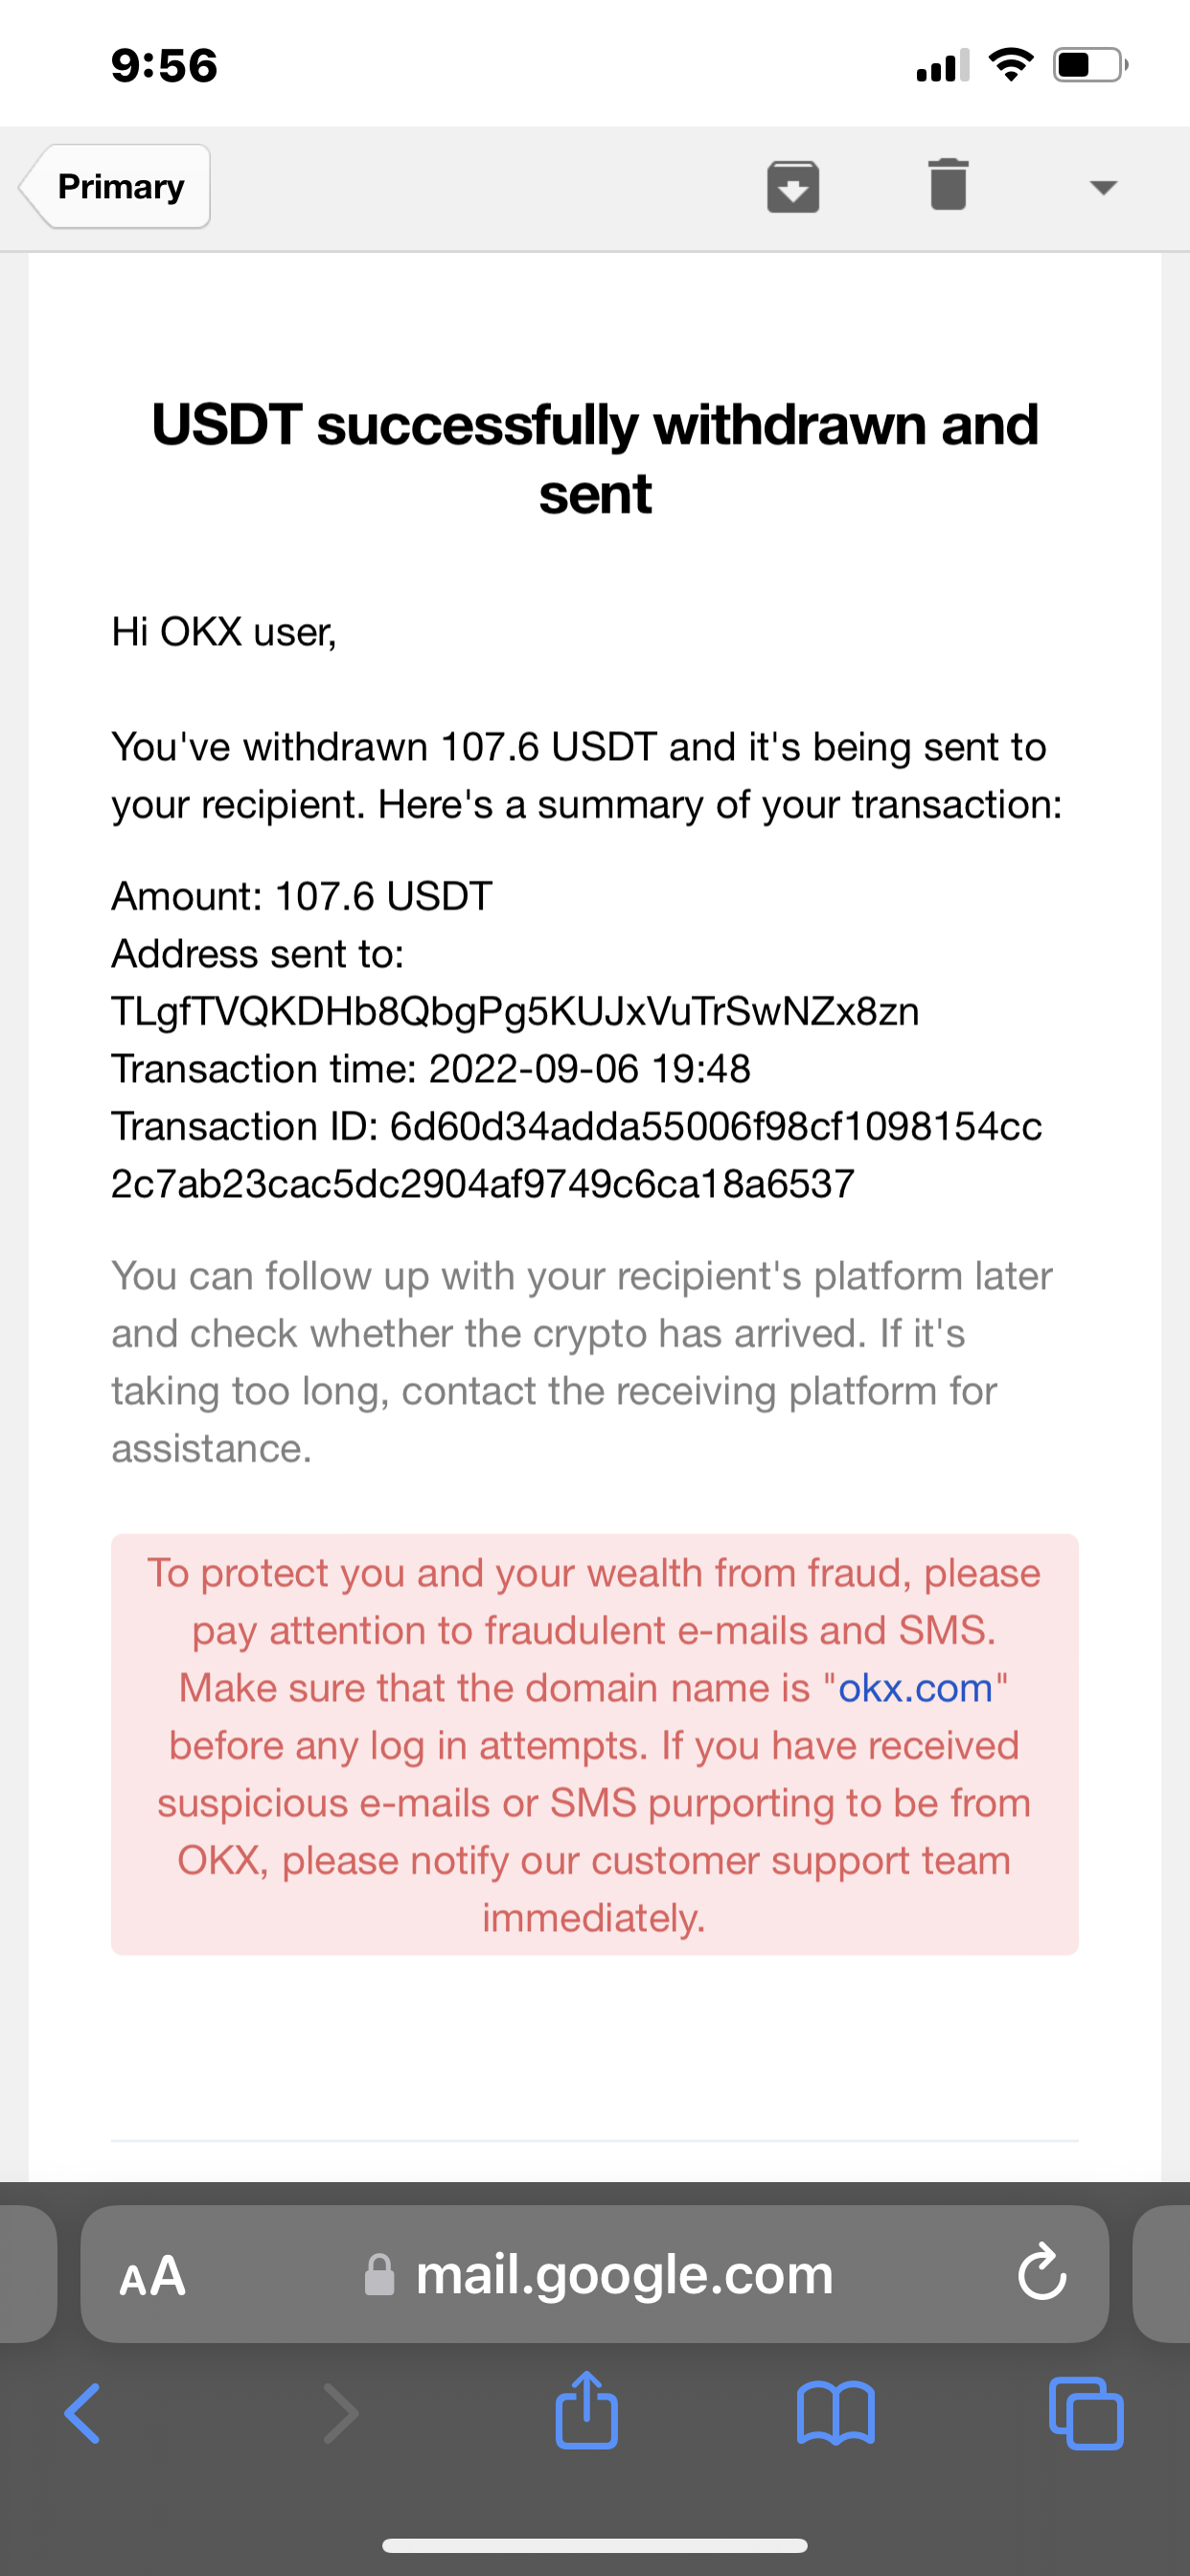 9:56
Primary
USDT successfully withdrawn and
sent
Hi OKX user,
You've withdrawn 107.6 USDT and it's being sent to
your recipient. Here's a summary of your transaction:
Amount: 107.6 USDT
Address sent to:
TLgfTVQKDHb8QbgPg5KUJxVuTrSwNZx8zn
Transaction time: 2022-09-06 19:48
Transaction ID: 6d60d34adda55006f98cf1098154cc
2c7ab23cac5dc2904af9749c6ca18a6537
You can follow up with your recipient's platform later
and check whether the crypto has arrived. If it's
taking too long, contact the receiving platform for
assistance.
To protect you and your wealth from fraud, please
pay attention to fraudulent e-mails and SMS.
Make sure that the domain name is "okx.com"
before any log in attempts. If you have received
suspicious e-mails or SMS purporting to be from
OKX, please notify our customer support team
immediately.
AA mail.google.com